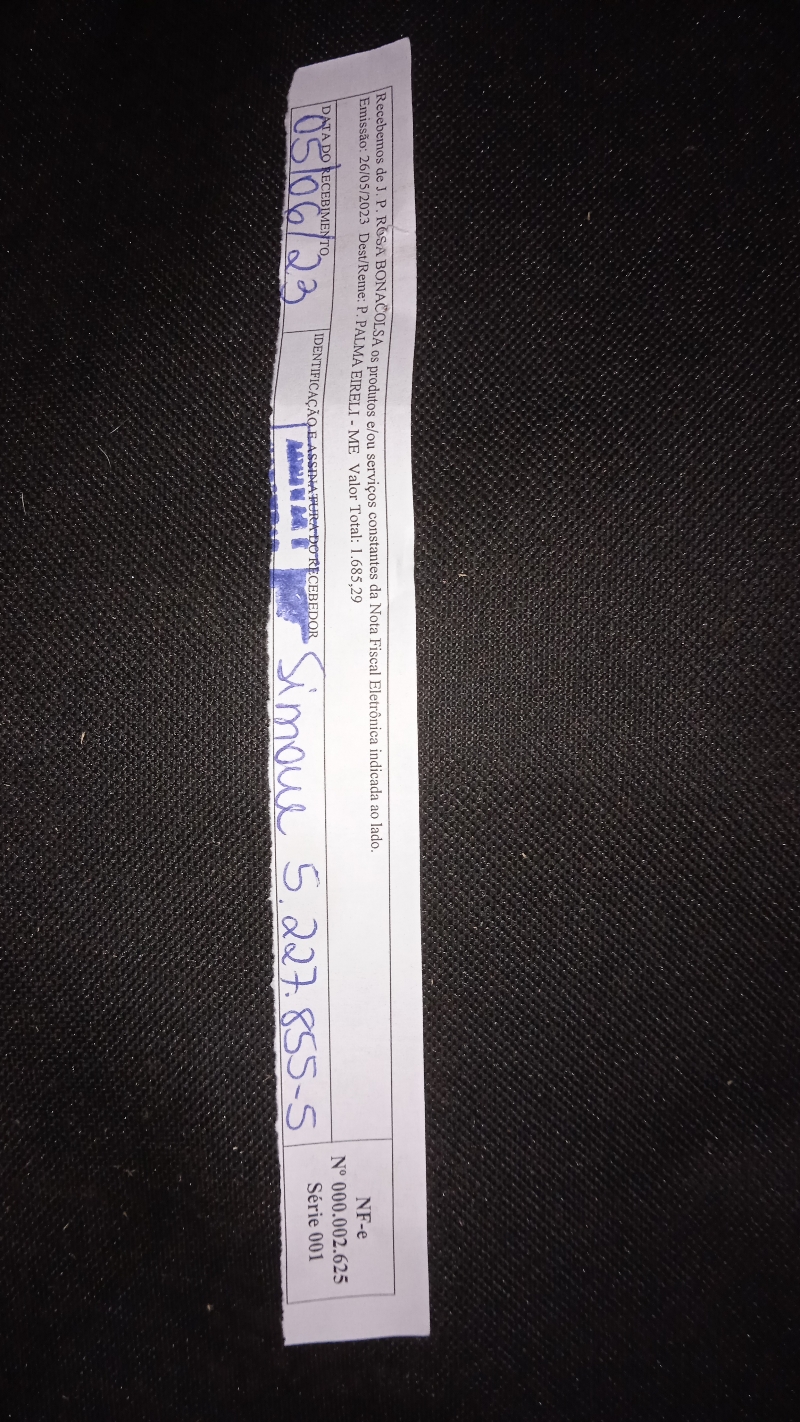 Recebemos de J. P. ROSA BONACOLSA os produtos e/ou serviços constantes da Nota Fiscal Eletrônica indicada ao lado.
Emissão: 26/05/2023 Dest/Reme: P. PALMA EIRELI - ME Valor Total: 1.685,29
DATA DO RECEBIMENTO
05/06/23
IDENTIFICAÇÃO E ASSINATURA DO RECEBEDOR
Simone 5.227.855-5
NF-e
Nº 000.002.625
Série 001